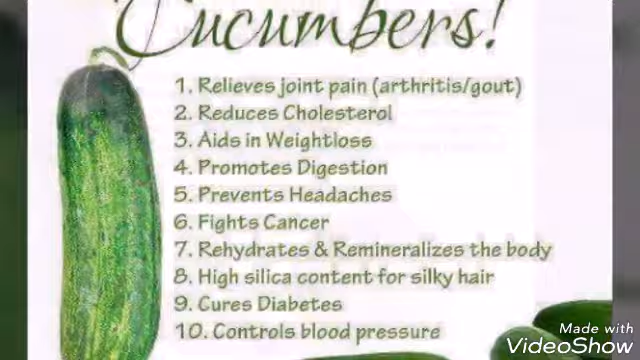 Cucumbers!
1. Relieves joint pain (arthritis/gout)
2. Reduces Cholesterol
3. Aids in Weightloss
4. Promotes Digestion
5. Prevents Headaches
6. Fights Cancer
7. Rehydrates & Remineralizes the body
8. High silica content for silky hair
9. Cures Diabetes
10. Controls blood pressure
Made with
VideoShow